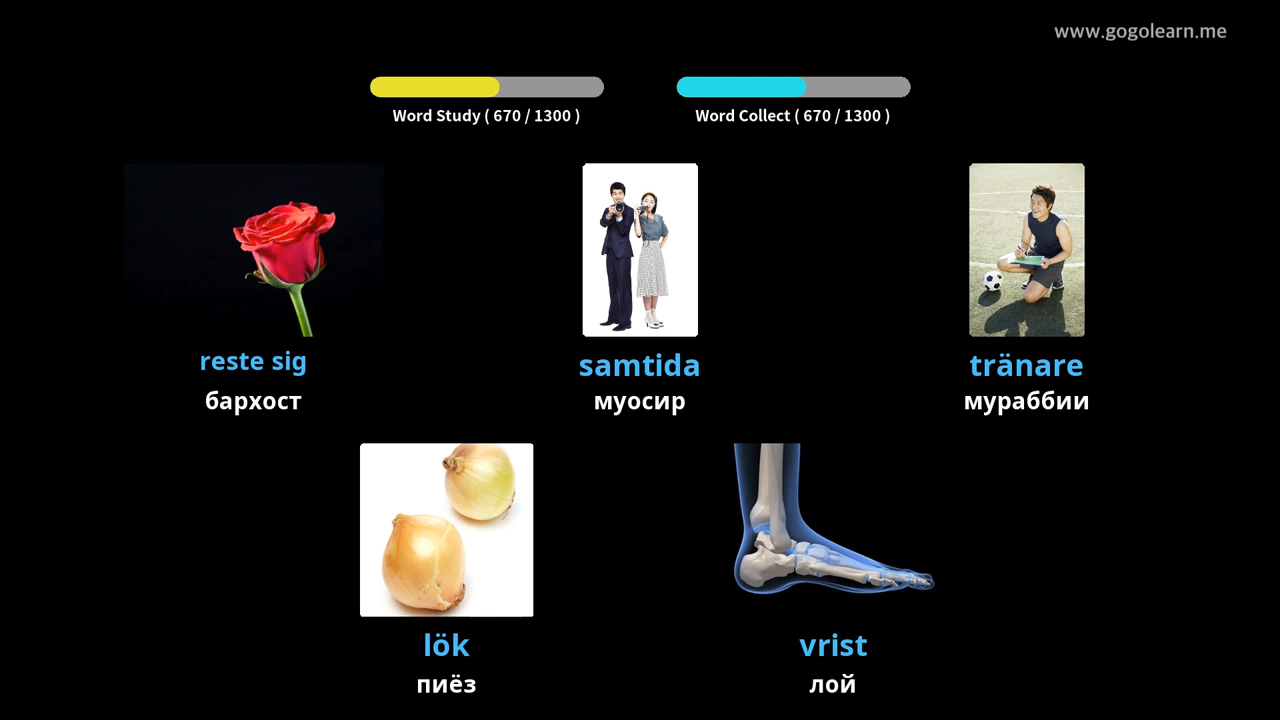 www.gogolearn.me
Word Study ( 670 / 1300 )
Word Collect ( 670 / 1300 )
reste sig
бархост
samtida
муосир
tränare
мураббии
lök
пиёз
vrist
лой